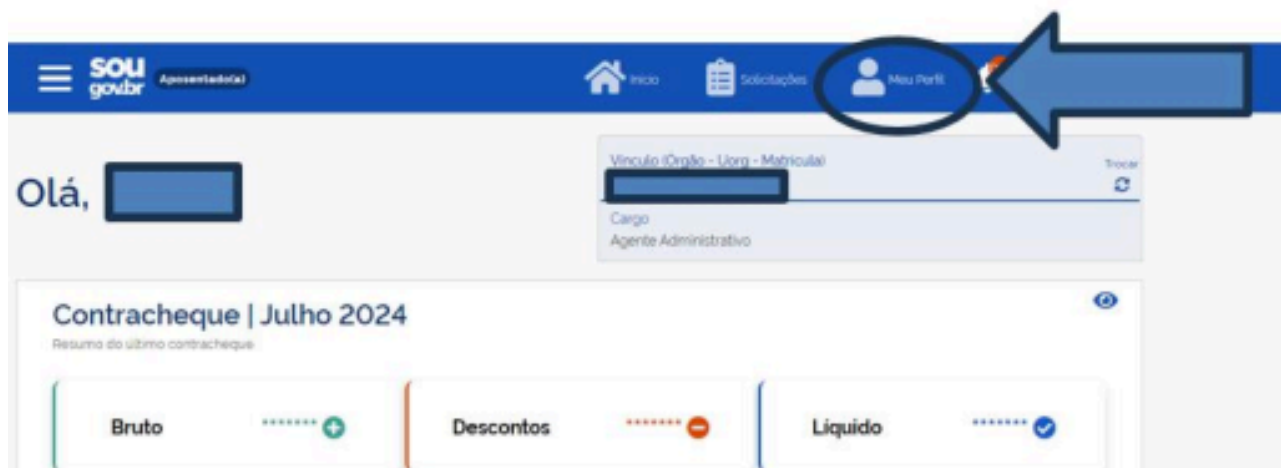 sou
gov.br
Aposentado(a)
Início
Solicitações
Meu Perfil
Olá,
Vínculo (Órgão - Uorg - Matrícula)
Trocar
Cargo
Agente Administrativo
Contracheque | Julho 2024
Resumo do último contracheque
Bruto ******* 
Descontos ******* 
Líquido *******